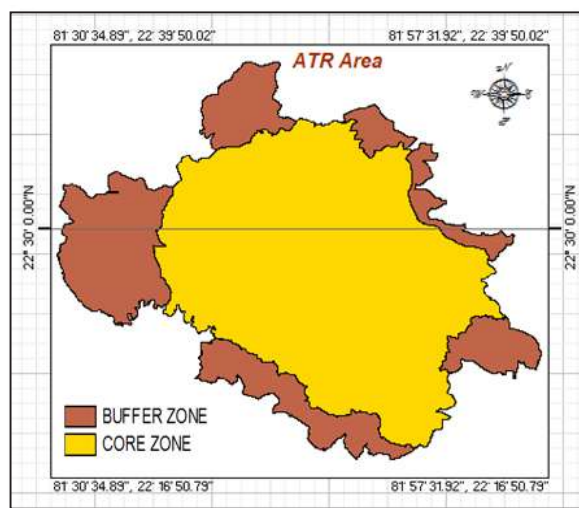 81 30 34.89", 22 39 50.02"
81 57 31.92", 22 39 50.02"
ATR Area
N
22° 30' 0.00"N
22° 30' 0.00"N
BUFFER ZONE
CORE ZONE
81 30 34.89", 22 16 50.79"
81 57 31.92", 22 16 50.79"